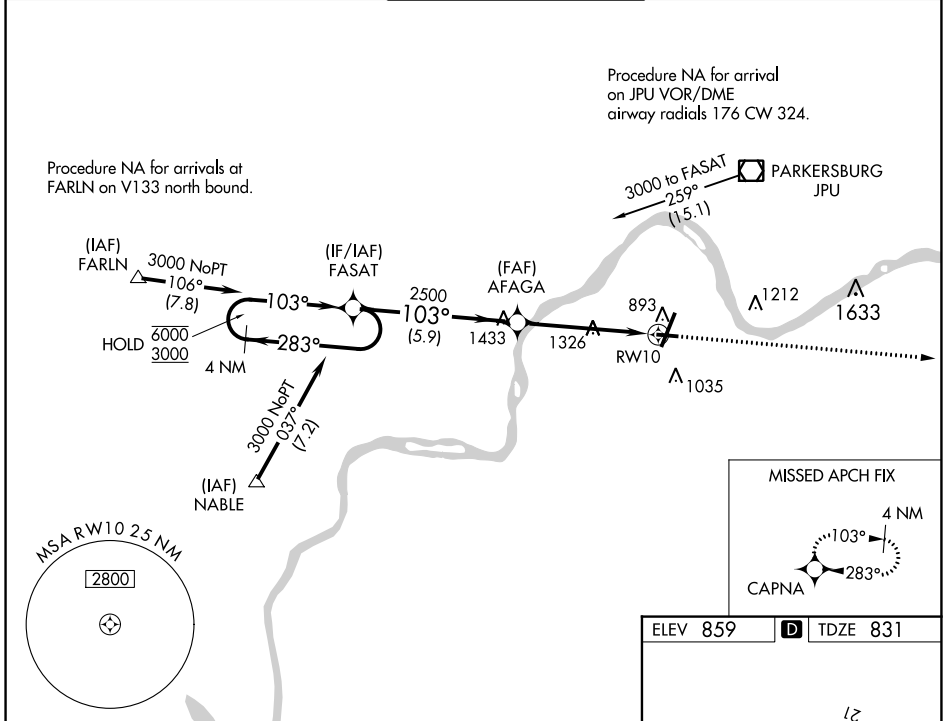 Procedure NA for arrival
on JPU VOR/DME
airway radials 176 CW 324.
Procedure NA for arrivals at
FARLN on V133 north bound.
3000 to FASAT
259°
(15.1)
PARKERSBURG
JPU
(IAF)
FARLN
3000 NoPT
106°
(7.8)
(IF/IAF)
FASAT
(FAF)
AFAGA
103°
2500
103°
(5.9)
HOLD
6000
3000
283°
4 NM
1433
1326
893
1212
1633
RW10
1035
3000 NoPT
037°
(7.2)
(IAF)
NABLE
MISSED APCH FIX
4 NM
103°
283°
CAPNA
MSA RW10 25 NM
2800
ELEV 859
D
TDZE 831
21